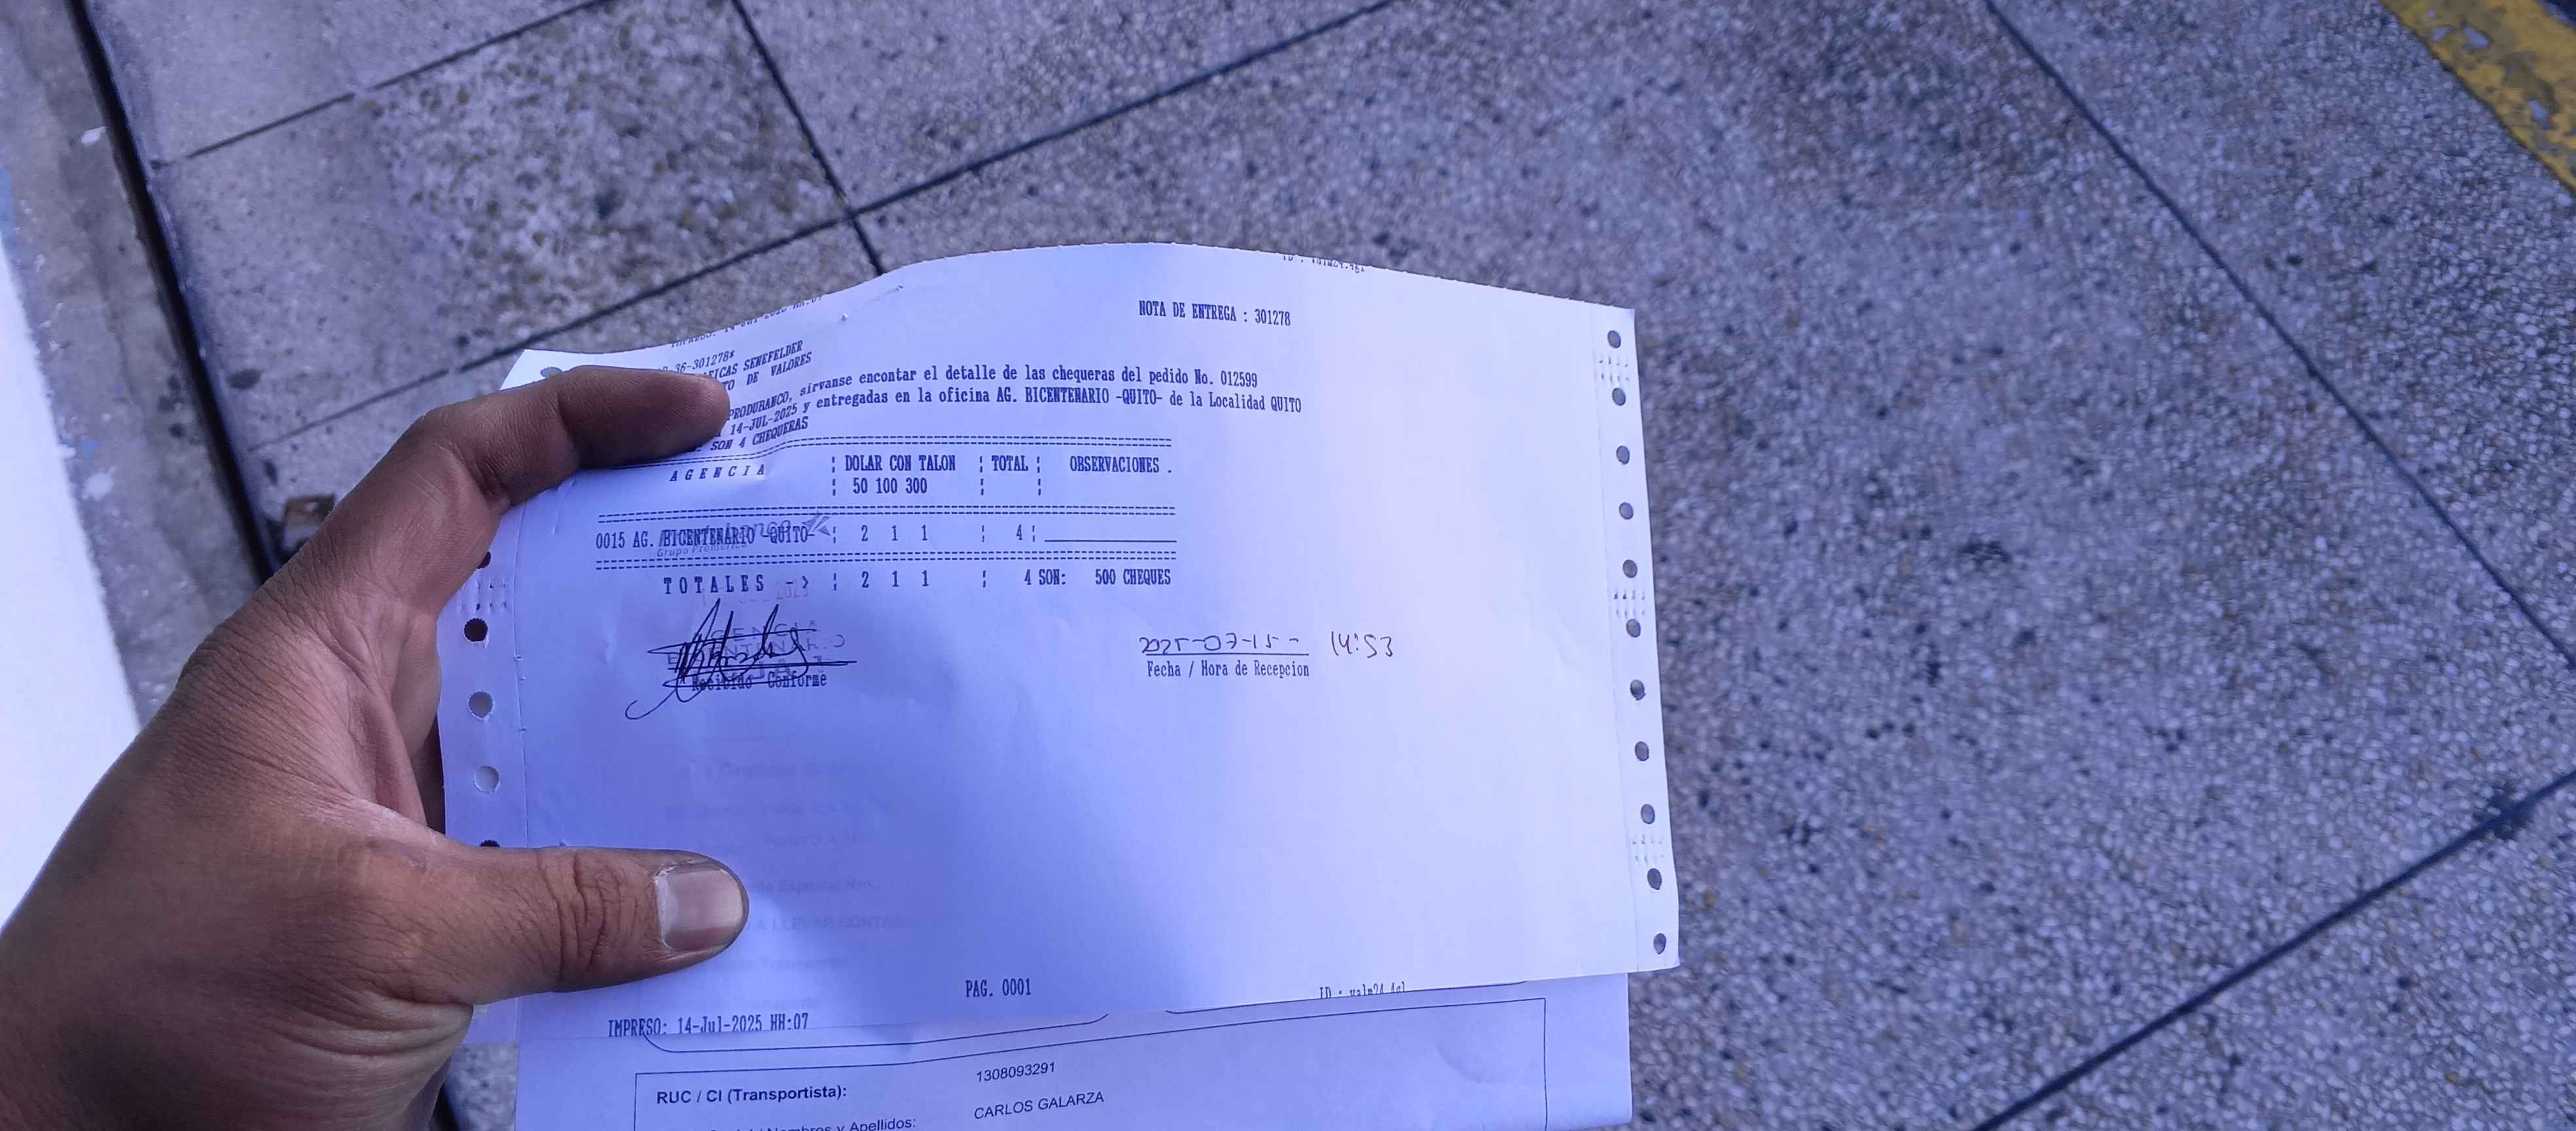 NOTA DE ENTREGA : 301278
36-301278$
FICAS SENEFELDER
TO DE VALORES
PRODUBANCO, sirvanse encontar el detalle de las chequeras del pedido No. 012599
14-JUL-2025 y entregadas en la oficina AG. BICENTENARIO -QUITO- de la Localidad QUITO
SON 4 CHEQUERAS
A G E N C I A ¦ DOLAR CON TALON ¦ TOTAL ¦ OBSERVACIONES .
¦ 50 100 300 ¦ ¦
0015 AG. BICENTENARIO -QUITO- ¦ 2 1 1 ¦ 4 ¦
T O T A L E S -> ¦ 2 1 1 ¦ 4 SON: 500 CHEQUES
2025-07-15 - 14:53
Recibido Conforme Fecha / Hora de Recepcion
PAG. 0001
IMPRESO: 14-Jul-2025 HH:07
RUC / CI (Transportista): 1308093291
Nombres y Apellidos: CARLOS GALARZA